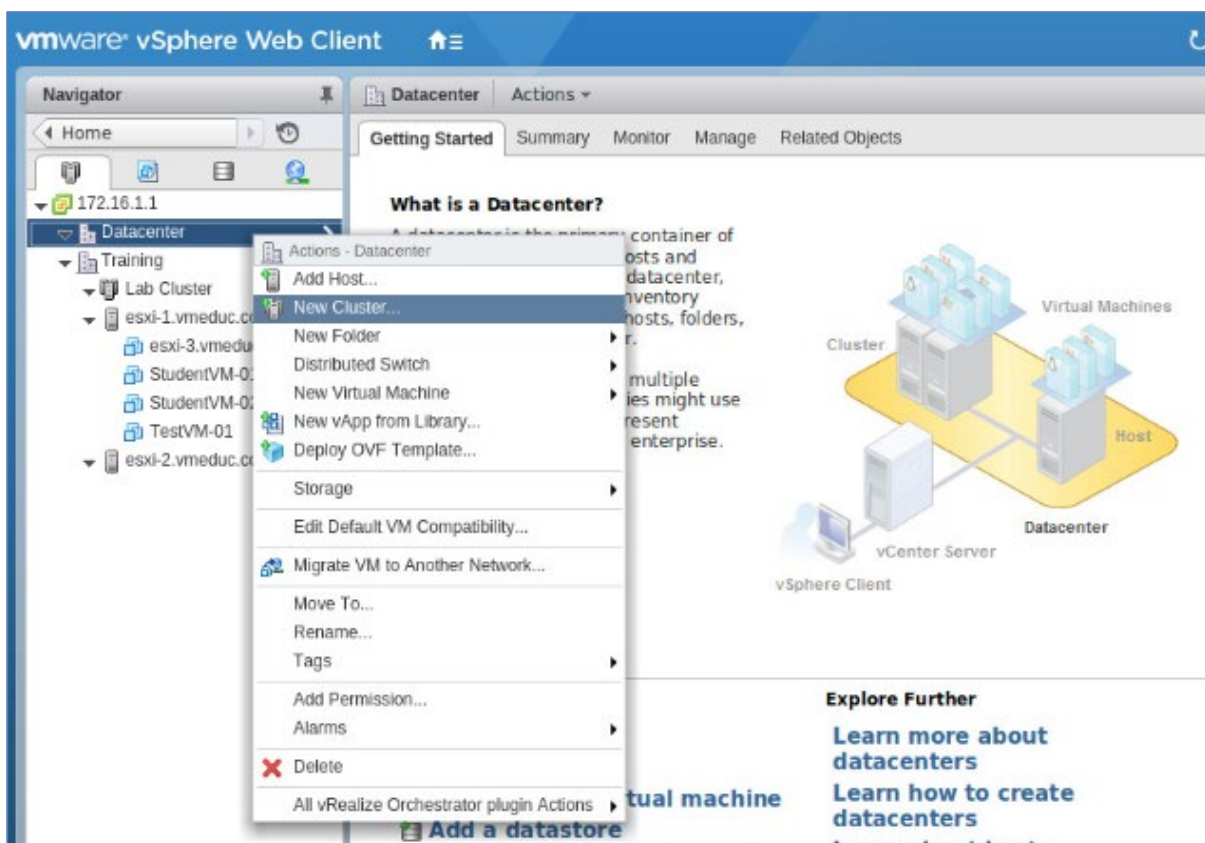 vmware® vSphere Web Client
Navigator
Home
172.16.1.1
Datacenter
Training
Lab Cluster
esxi-1.vmeduc.co
esxi-3.vmedu
StudentVM-0
StudentVM-02
TestVM-01
esxi-2.vmeduc.co
Datacenter Actions
Getting Started Summary Monitor Manage Related Objects
What is a Datacenter?
container of
osts and
datacenter,
nventory
hosts, folders,
r.
multiple
ies might use
resent
enterprise.
Actions - Datacenter
Add Host...
New Cluster...
New Folder
Distributed Switch
New Virtual Machine
New vApp from Library...
Deploy OVF Template...
Storage
Edit Default VM Compatibility...
Migrate VM to Another Network...
Move To...
Rename...
Tags
Add Permission...
Alarms
Delete
All vRealize Orchestrator plugin Actions
Virtual Machines
Cluster
Host
Datacenter
vCenter Server
vSphere Client
tual machine
Add a datastore
Explore Further
Learn more about
datacenters
Learn how to create
datacenters